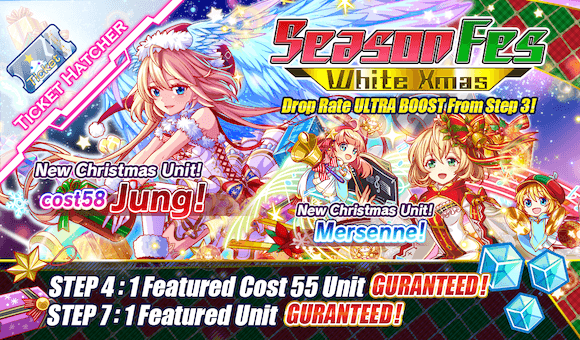 Ticket
TICKET HATCHER
Season Fes
White Xmas
Drop Rate ULTRA BOOST From Step 3!
New Christmas Unit!
cost58 Jung!
New Christmas Unit!
Mersenne!
STEP 4 : 1 Featured Cost 55 Unit GURANTEED!
STEP 7 : 1 Featured Unit GURANTEED!